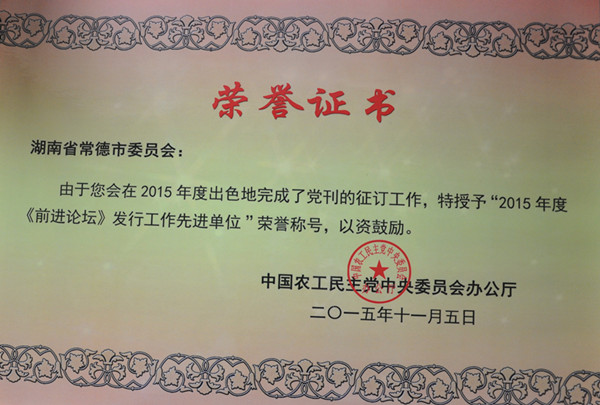 荣誉证书
湖南省常德市委员会：
由于您会在2015年度出色地完成了党刊的征订工作，特授予“2015年度
《前进论坛》发行工作先进单位”荣誉称号，以资鼓励。
中国农工民主党中央委员会办公厅
二〇一五年十一月五日